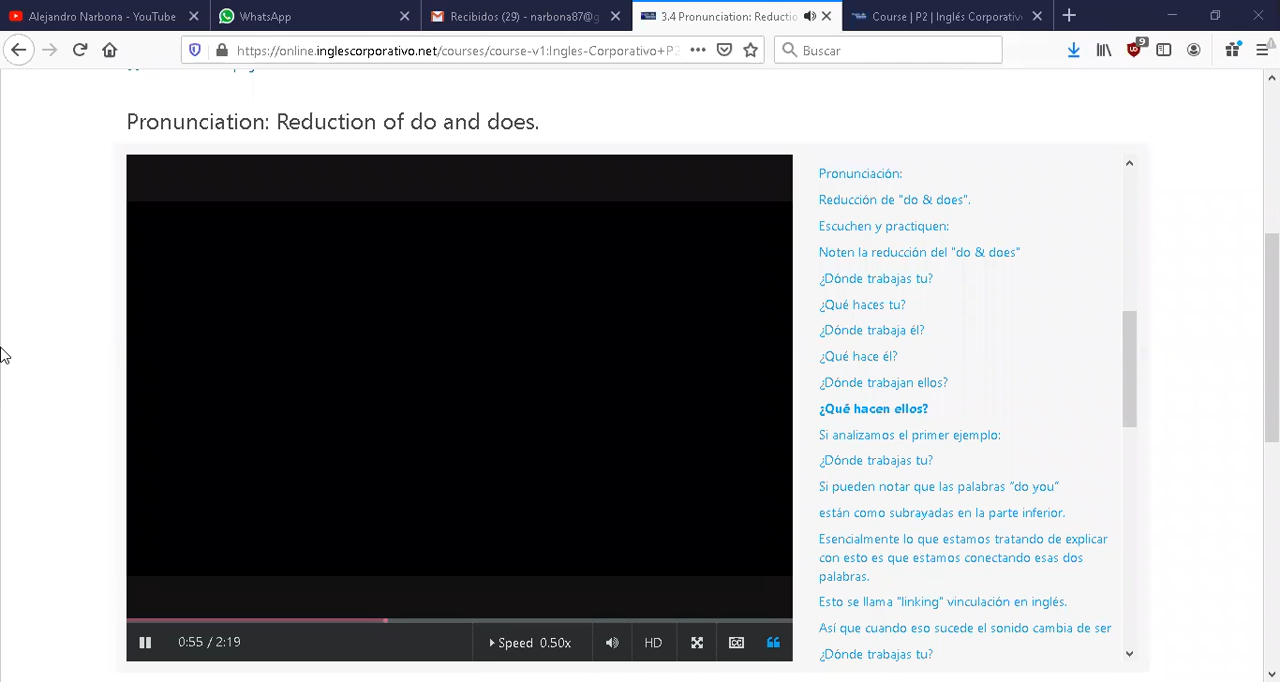 Alejandro Narbona - YouTube
WhatsApp
Recibidos (29) - narbona87@g
3.4 Pronunciation: Reductio
Course | P2 | Inglés Corporativ
https://online.inglescorporativo.net/courses/course-v1:Ingles-Corporativo+P2
Buscar
9
Pronunciation: Reduction of do and does.
Pronunciación:
Reducción de "do & does".
Escuchen y practiquen:
Noten la reducción del "do & does"
¿Dónde trabajas tu?
¿Qué haces tu?
¿Dónde trabaja él?
¿Qué hace él?
¿Dónde trabajan ellos?
¿Qué hacen ellos?
Si analizamos el primer ejemplo:
¿Dónde trabajas tu?
Si pueden notar que las palabras “do you”
están como subrayadas en la parte inferior.
Esencialmente lo que estamos tratando de explicar
con esto es que estamos conectando esas dos
palabras.
Esto se llama "linking" vinculación en inglés.
Así que cuando eso sucede el sonido cambia de ser
¿Dónde trabajas tu?
0:55 / 2:19
Speed 0.50x
HD
CC